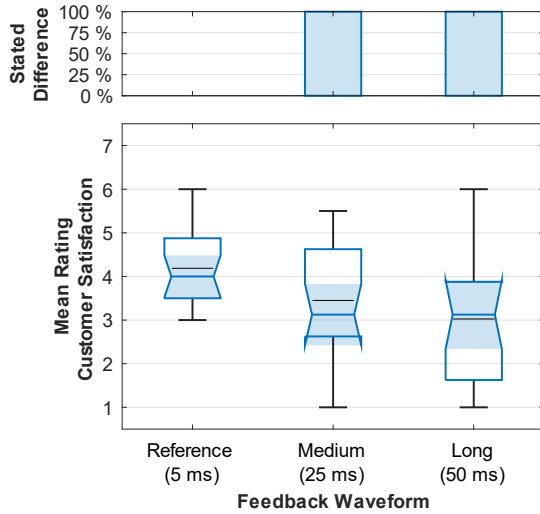 Stated
Difference
100 %
75 %
50 %
25 %
0 %
Mean Rating
Customer Satisfaction
7
6
5
4
3
2
1
Reference
(5 ms)
Medium
(25 ms)
Long
(50 ms)
Feedback Waveform